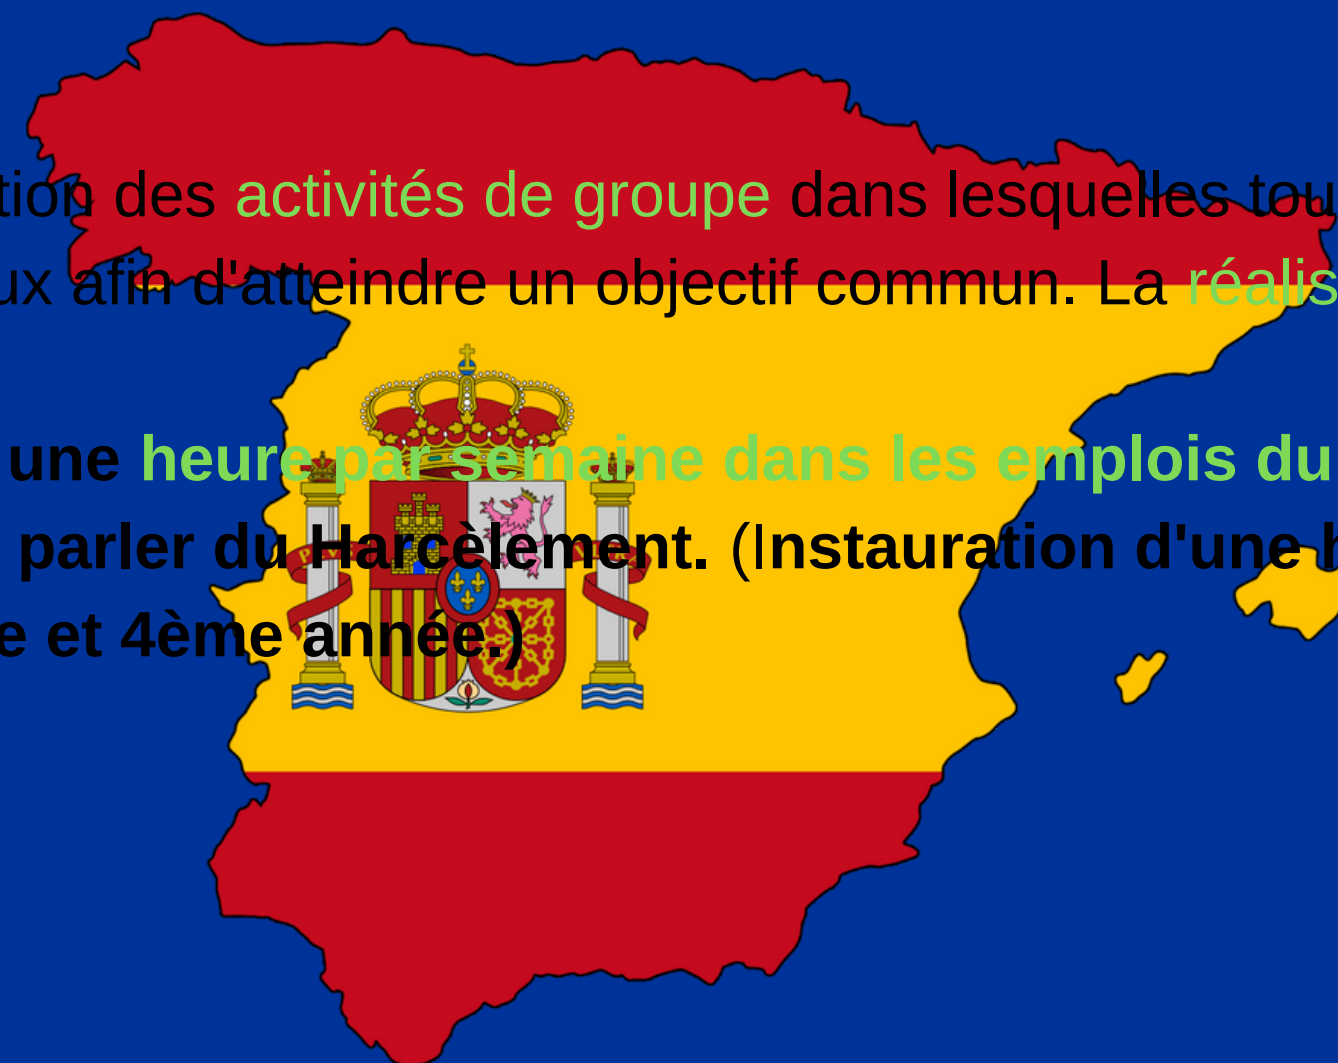 tion des activités de groupe dans lesquelles tou
ux afin d'atteindre un objectif commun. La réalis
une heure par semaine dans les emplois du
parler du Harcèlement. (Instauration d'une h
e et 4ème année.)